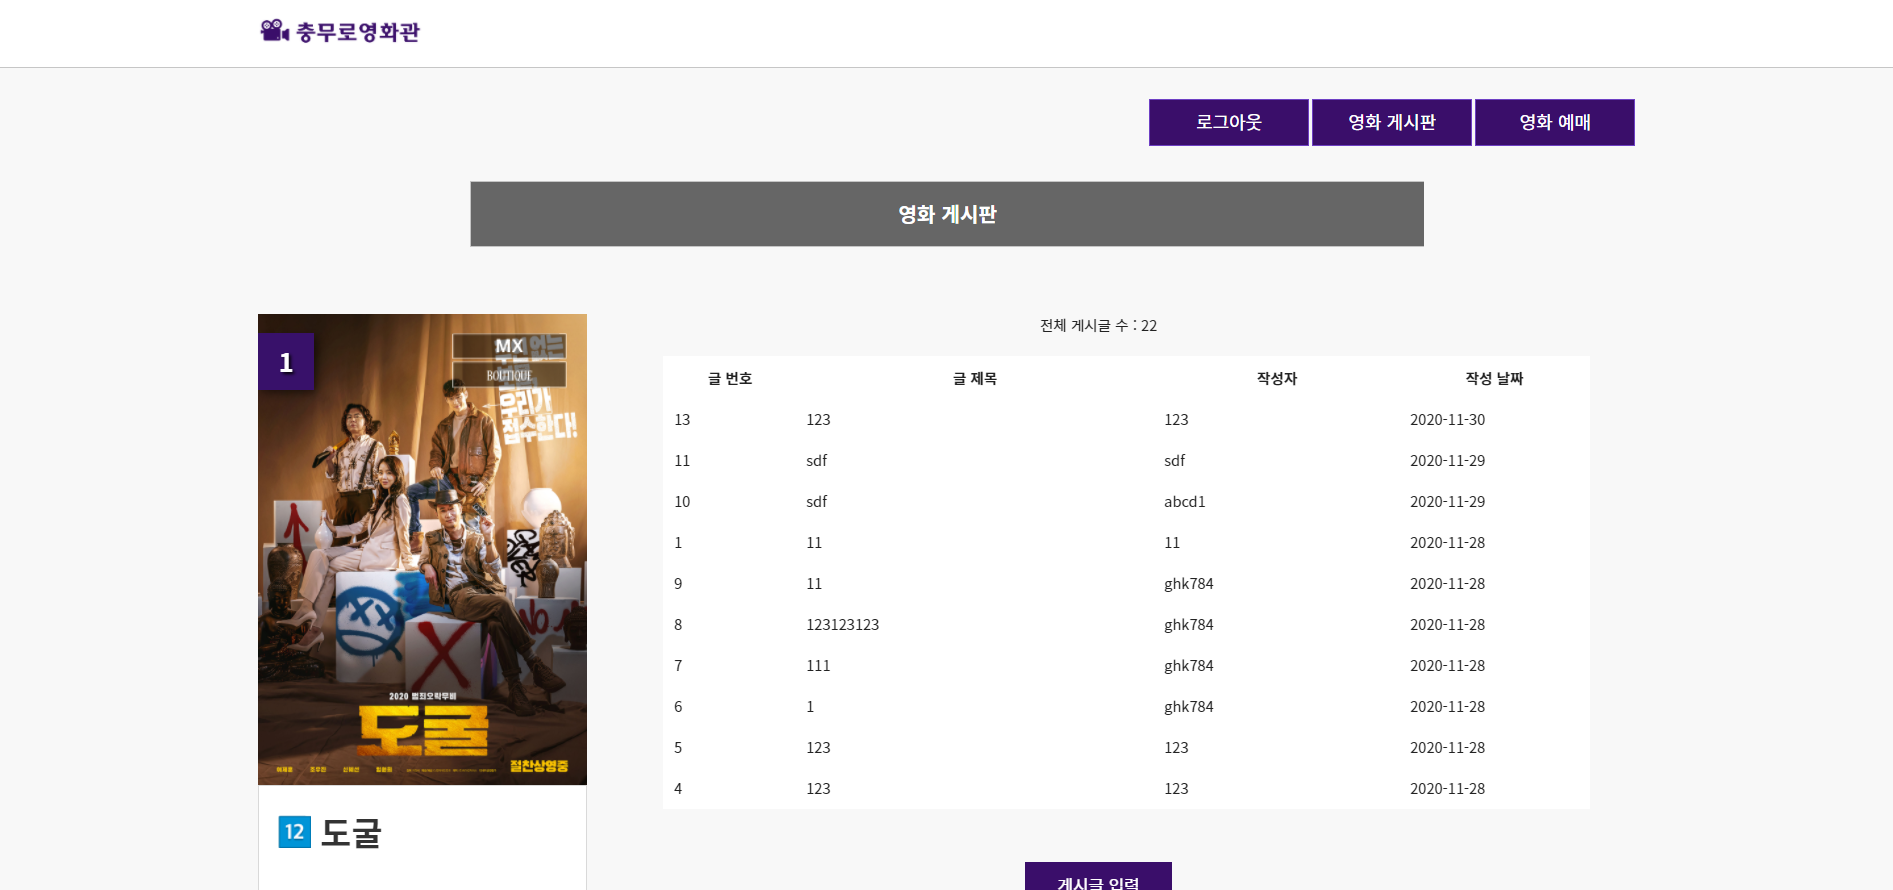 충무로영화관
로그아웃 영화 게시판 영화 예매
영화 게시판
1
MX
BOUTIQUE
우리가
접수한다!
2020 범죄오락무비
도굴
절찬상영중
12 도굴
전체 게시글 수 : 22
글 번호 글 제목 작성자 작성 날짜
13 123 123 2020-11-30
11 sdf sdf 2020-11-29
10 sdf abcd1 2020-11-29
1 11 11 2020-11-28
9 11 ghk784 2020-11-28
8 123123123 ghk784 2020-11-28
7 111 ghk784 2020-11-28
6 1 ghk784 2020-11-28
5 123 123 2020-11-28
4 123 123 2020-11-28
게시글 입력